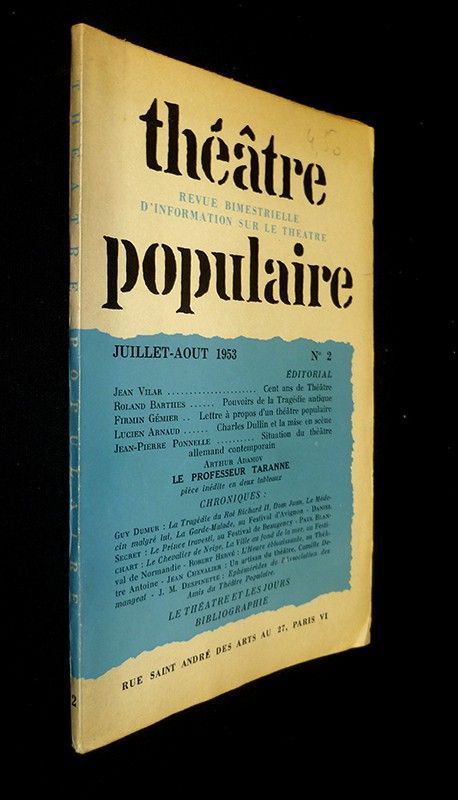 THÉATRE POPULAIRE
2
450
théâtre
REVUE BIMESTRIELLE
D'INFORMATION SUR LE THEATRE
populaire
JUILLET-AOUT 1953 N° 2
ÉDITORIAL
JEAN VILAR ...................... Cent ans de Théâtre
ROLAND BARTHES ...... Pouvoirs de la Tragédie antique
FIRMIN GÉMIER .. Lettre à propos d'un théâtre populaire
LUCIEN ARNAUD ...... Charles Dullin et la mise en scène
JEAN-PIERRE PONNELLE .......... Situation du théâtre
allemand contemporain
ARTHUR ADAMOV
LE PROFESSEUR TARANNE
pièce inédite en deux tableaux
CHRONIQUES :
GUY DUMUR : La Tragédie du Roi Richard II, Dom Juan, Le Méde-
cin malgré lui, La Garde-Malade, au Festival d'Avignon - DANIEL
SECRET : Le Prince travesti, au Festival de Beaugency - PAUL BLAN-
CHART : Le Chevalier de Neige, La Ville au fond de la mer, au Festi-
val de Normandie - ROBERT HERVÉ : L'Heure éblouissante, au Théâ-
tre Antoine - JEAN CHEVALIER : Un artisan du théâtre, Camille De-
mangeat - J. M. DESPINETTE : Ephémérides de l'Association des
Amis du Théâtre Populaire.
LE THÉATRE ET LES JOURS
BIBLIOGRAPHIE
RUE SAINT ANDRÉ DES ARTS AU 27, PARIS VI